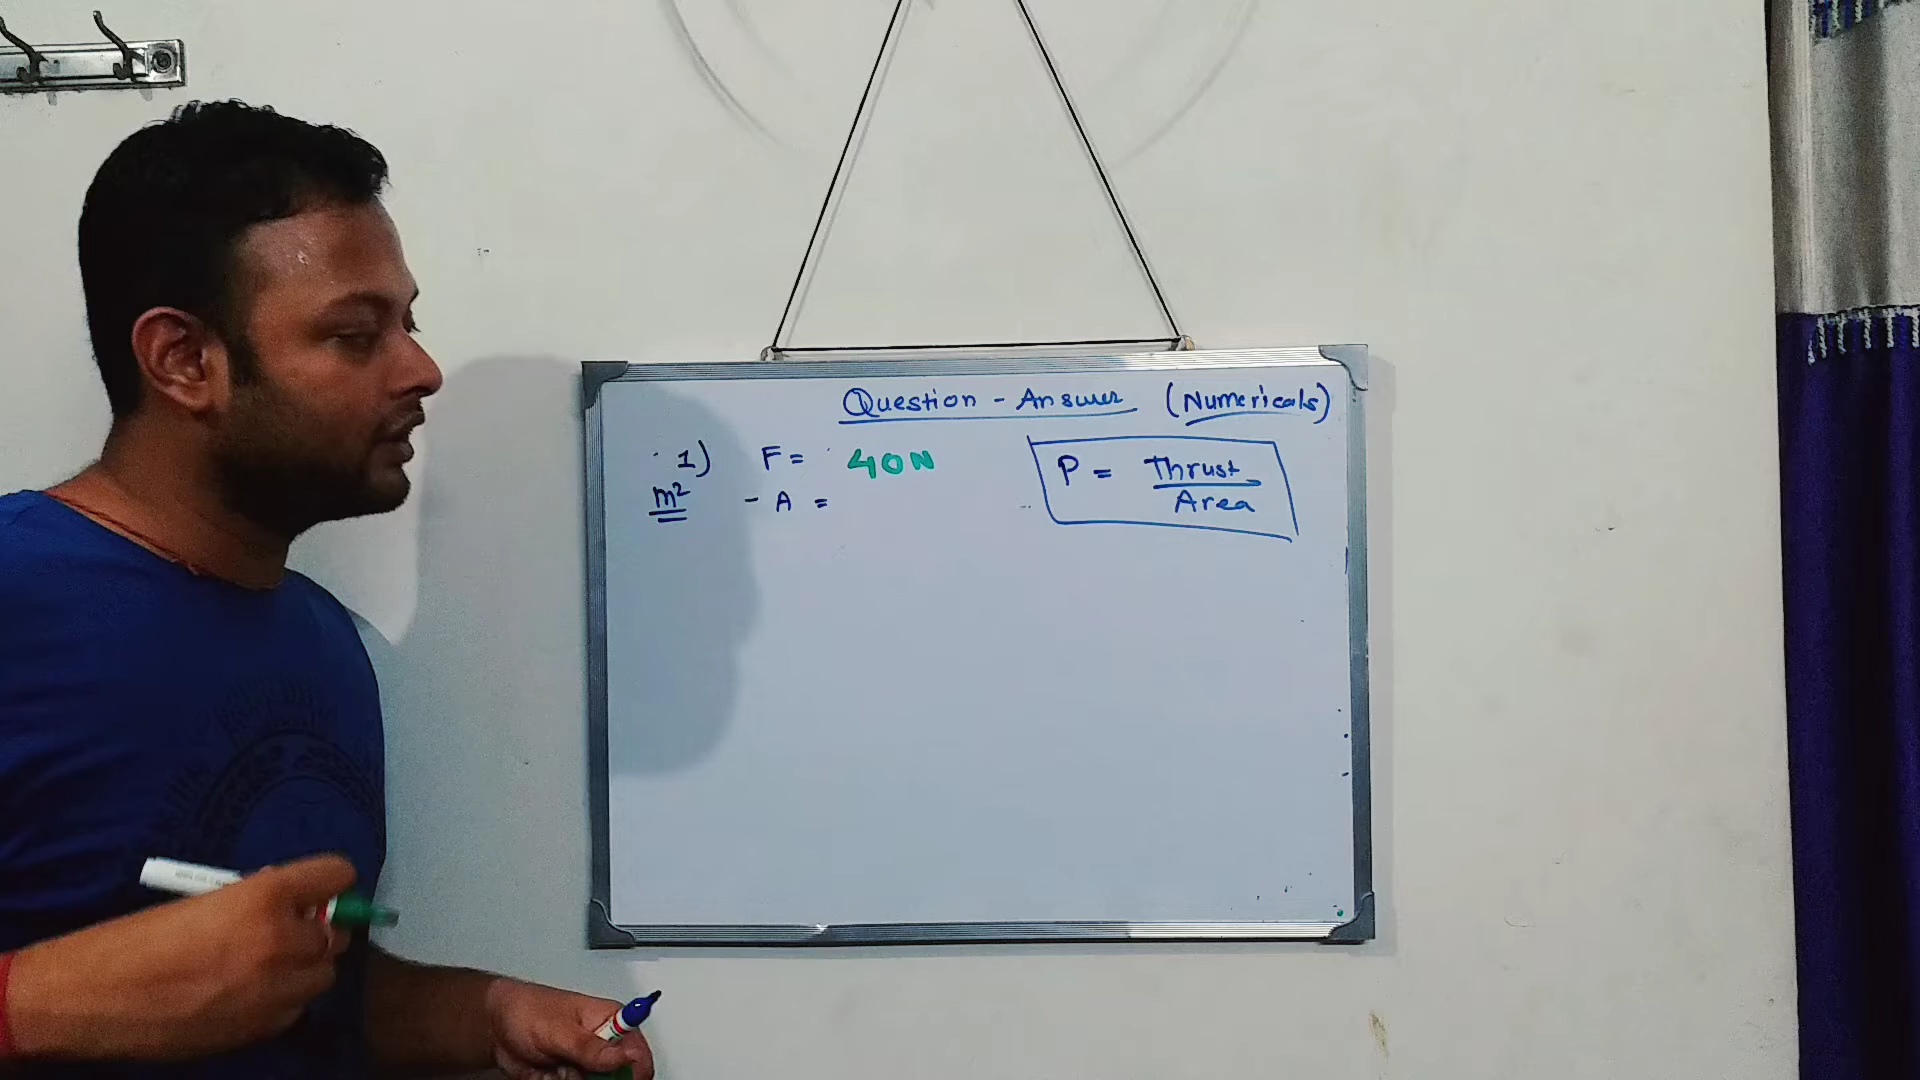 Question - Answer (Numericals)
1) F = 40N
m² - A =
P = Thrust
Area